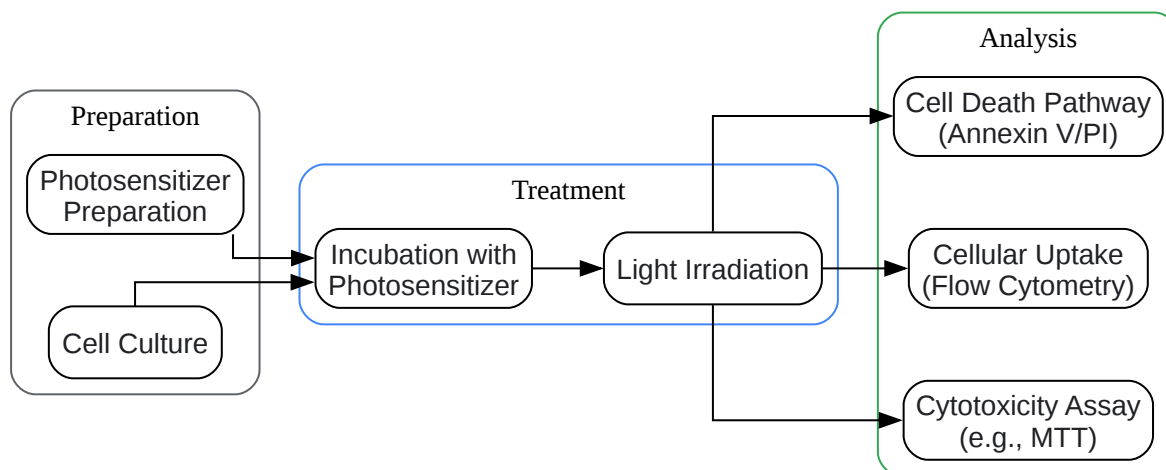 Preparation
Photosensitizer
Preparation
Cell Culture
Treatment
Incubation with
Photosensitizer
Light Irradiation
Analysis
Cell Death Pathway
(Annexin V/PI)
Cellular Uptake
(Flow Cytometry)
Cytotoxicity Assay
(e.g., MTT)